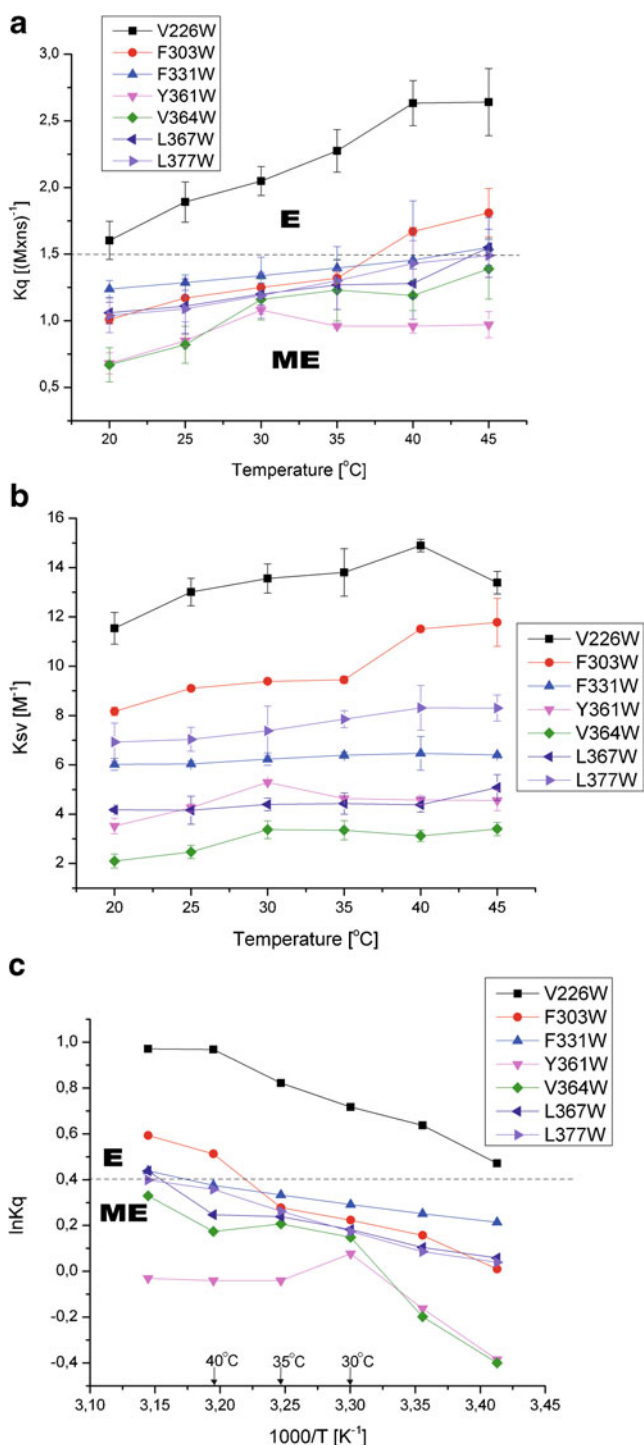 a
V226W
F303W
F331W
Y361W
V364W
L367W
L377W
3,0
2,5
2,0
1,5
1,0
0,5
Kq [(Mxns)⁻¹]
E
ME
20 25 30 35 40 45
Temperature [°C]
b
16
14
12
10
8
6
4
2
Ksv [M⁻¹]
V226W
F303W
F331W
Y361W
V364W
L367W
L377W
20 25 30 35 40 45
Temperature [°C]
c
V226W
F303W
F331W
Y361W
V364W
L367W
L377W
1,0
0,8
0,6
0,4
0,2
0,0
-0,2
-0,4
lnKq
E
ME
40°C 35°C 30°C
3,10 3,15 3,20 3,25 3,30 3,35 3,40 3,45
1000/T [K⁻¹]